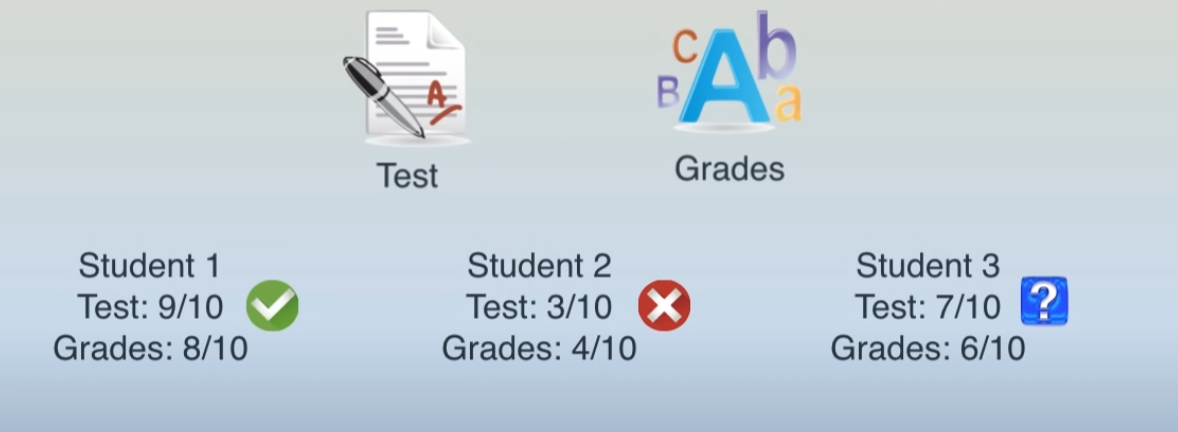 A
C
b
B
A
a
Test
Grades
Student 1
Test: 9/10
Grades: 8/10
Student 2
Test: 3/10
Grades: 4/10
Student 3
Test: 7/10
Grades: 6/10
?